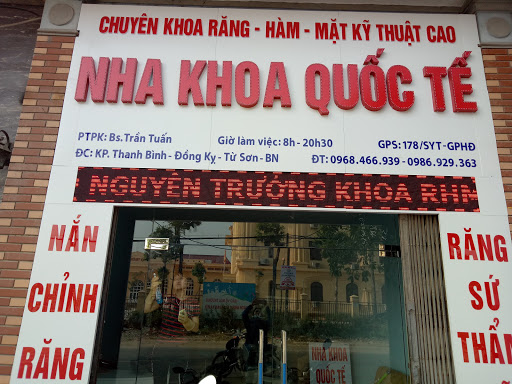 CHUYÊN KHOA RĂNG - HÀM - MẶT KỸ THUẬT CAO
NHA KHOA QUỐC TẾ
PTPK: Bs.Trần Tuấn
Giờ làm việc: 8h - 20h30
GPS: 178/SYT-GPHĐ
ĐC: KP. Thanh Bình - Đồng Kỵ - Từ Sơn - BN
ĐT: 0968.466.939 - 0986.929.363
NGUYÊN TRƯỞNG KHOA RHM
NẮN
CHỈNH
RĂNG
RĂNG
SỨ
THẨM
NHA KHOA
QUỐC TẾ